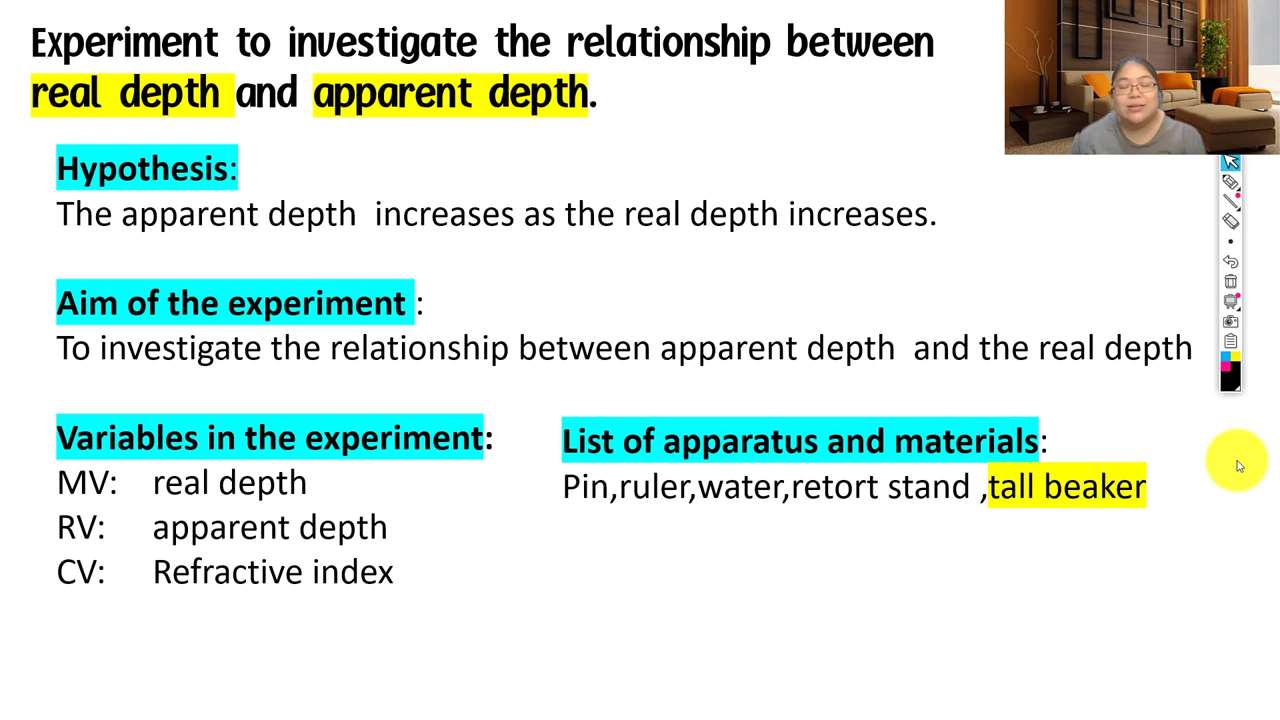 Experiment to investigate the relationship between
real depth and apparent depth.
Hypothesis:
The apparent depth increases as the real depth increases.
Aim of the experiment :
To investigate the relationship between apparent depth and the real depth
Variables in the experiment:
MV: real depth
RV: apparent depth
CV: Refractive index
List of apparatus and materials:
Pin,ruler,water,retort stand ,tall beaker